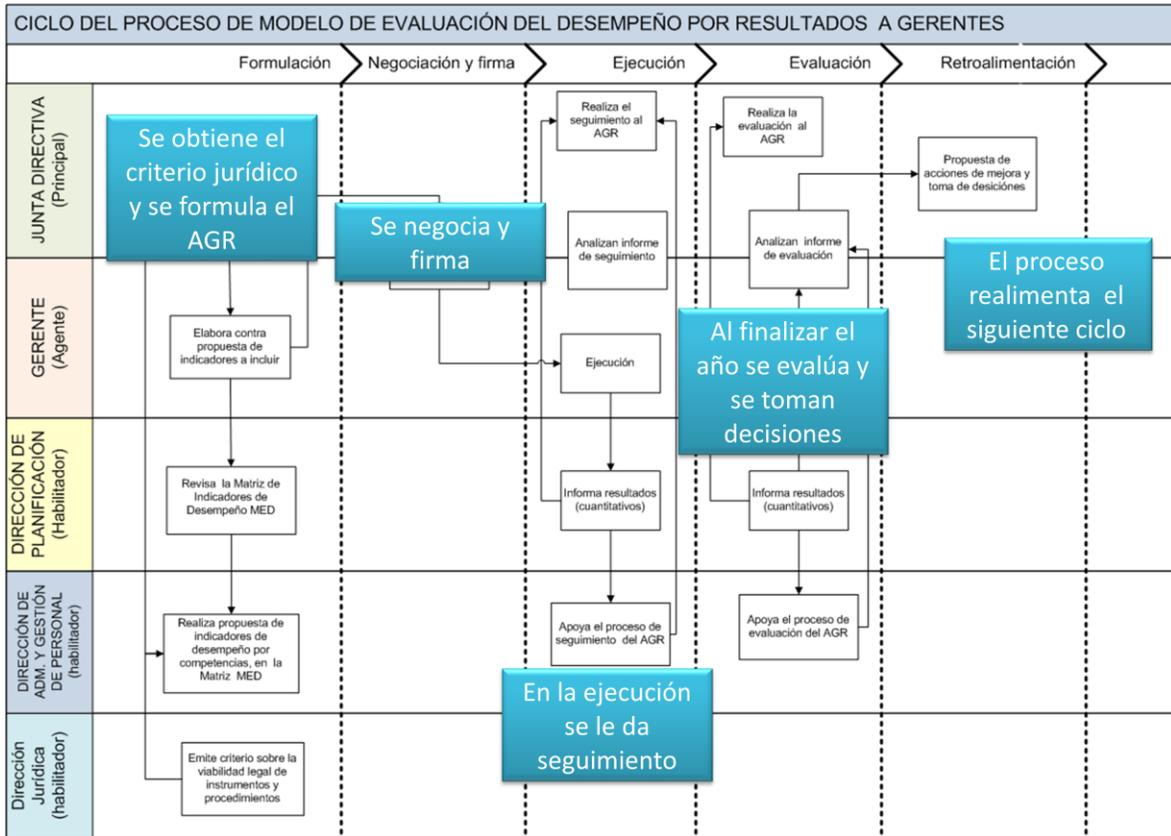 CICLO DEL PROCESO DE MODELO DE EVALUACIÓN DEL DESEMPEÑO POR RESULTADOS A GERENTES
Formulación
Negociación y firma
Ejecución
Evaluación
Retroalimentación
JUNTA DIRECTIVA
(Principal)
Se obtiene el
criterio jurídico
y se formula el
AGR
Se negocia y
firma
Realiza el
seguimiento al
AGR
Analizan informe
de seguimiento
Realiza la
evaluación al
AGR
Analizan informe
de evaluación
Propuesta de
acciones de mejora y
toma de desiciónes
El proceso
realimenta el
siguiente ciclo
GERENTE
(Agente)
Elabora contra
propuesta de
indicadores a incluir
Ejecución
Al finalizar el
año se evalúa y
se toman
decisiones
DIRECCIÓN DE
PLANIFICACIÓN
(Habilitador)
Revisa la Matriz de
Indicadores de
Desempeño MED
Informa resultados
(cuantitativos)
Informa resultados
(cuantitativos)
DIRECCIÓN DE
ADM. Y GESTIÓN
DE PERSONAL
(habilitador)
Realiza propuesta de
indicadores de
desempeño por
competencias, en la
Matriz MED
Apoya el proceso de
seguimiento del AGR
Apoya el proceso de
evaluación del AGR
En la ejecución
se le da
seguimiento
Dirección
Jurídica
(habilitador)
Emite criterio sobre la
viabilidad legal de
instrumentos y
procedimientos